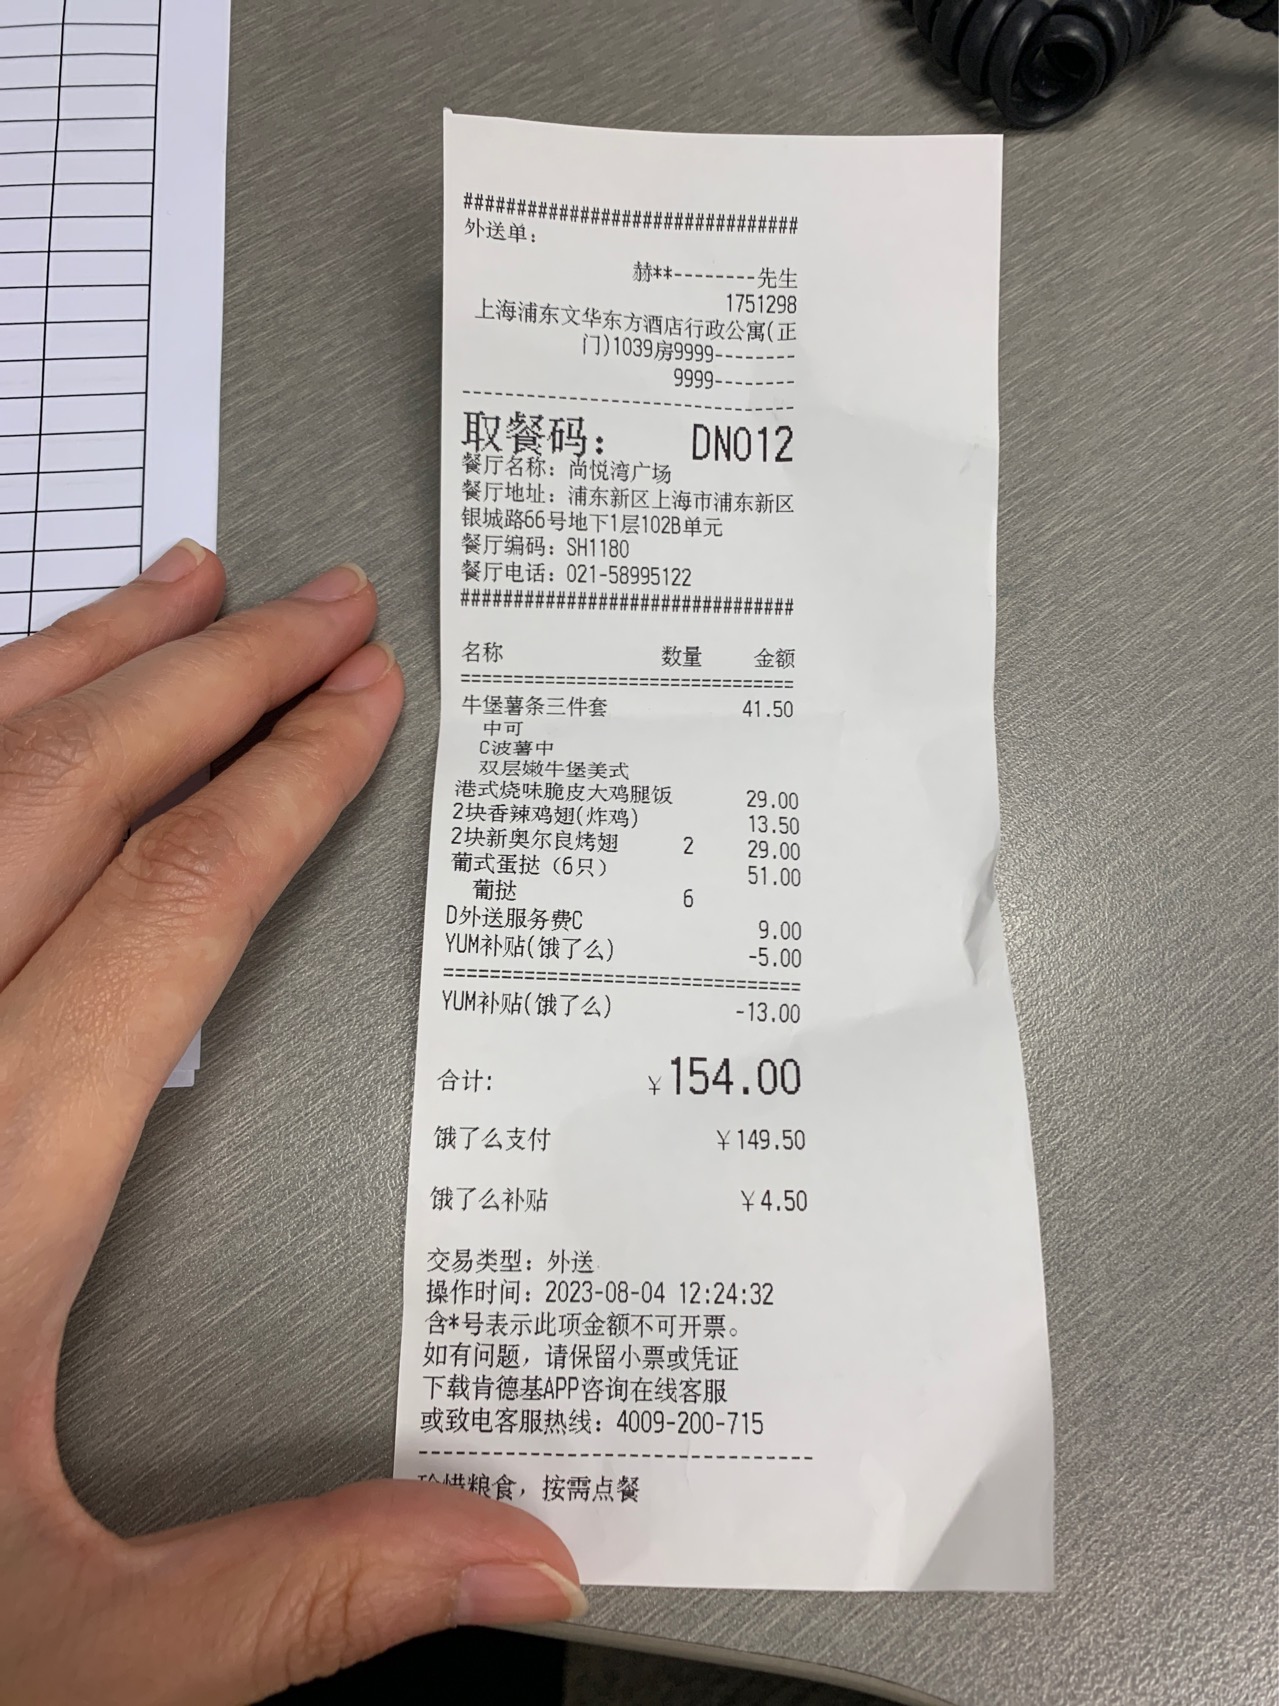 ###############################
外送单：
赫**--------先生
1751298
上海浦东文华东方酒店行政公寓(正
门)1039房9999--------
9999--------
-------------------------------
取餐码： DN012
餐厅名称：尚悦湾广场
餐厅地址：浦东新区上海市浦东新区
银城路66号地下1层102B单元
餐厅编码：SH1180
餐厅电话：021-58995122
###############################
名称 数量 金额
===============================
牛堡薯条三件套 41.50
中可
C波薯中
双层嫩牛堡美式
港式烧味脆皮大鸡腿饭 29.00
2块香辣鸡翅(炸鸡) 13.50
2块新奥尔良烤翅 2 29.00
葡式蛋挞（6只） 51.00
葡挞 6
D外送服务费C 9.00
YUM补贴(饿了么) -5.00
===============================
YUM补贴(饿了么) -13.00
合计: ￥154.00
饿了么支付 ￥149.50
饿了么补贴 ￥4.50
交易类型：外送
操作时间：2023-08-04 12:24:32
含*号表示此项金额不可开票。
如有问题，请保留小票或凭证
下载肯德基APP咨询在线客服
或致电客服热线：4009-200-715
---------------------------------
珍惜粮食，按需点餐